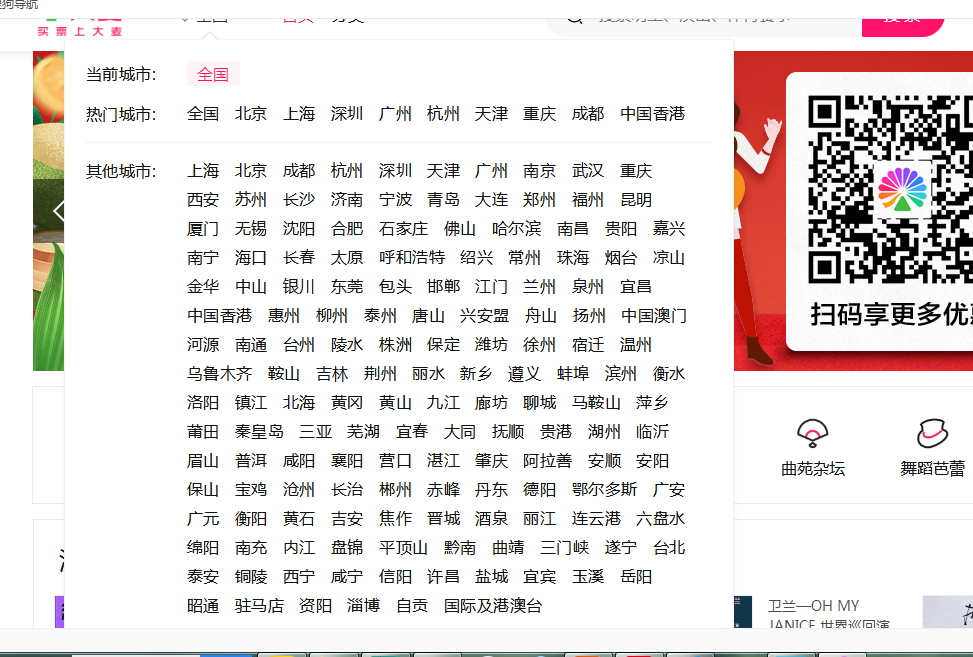 买票上大麦
当前城市: 全国
热门城市: 全国 北京 上海 深圳 广州 杭州 天津 重庆 成都 中国香港
其他城市: 上海 北京 成都 杭州 深圳 天津 广州 南京 武汉 重庆
西安 苏州 长沙 济南 宁波 青岛 大连 郑州 福州 昆明
厦门 无锡 沈阳 合肥 石家庄 佛山 哈尔滨 南昌 贵阳 嘉兴
南宁 海口 长春 太原 呼和浩特 绍兴 常州 珠海 烟台 凉山
金华 中山 银川 东莞 包头 邯郸 江门 兰州 泉州 宜昌
中国香港 惠州 柳州 泰州 唐山 兴安盟 舟山 扬州 中国澳门
河源 南通 台州 陵水 株洲 保定 潍坊 徐州 宿迁 温州
乌鲁木齐 鞍山 吉林 荆州 丽水 新乡 遵义 蚌埠 滨州 衡水
洛阳 镇江 北海 黄冈 黄山 九江 廊坊 聊城 马鞍山 萍乡
莆田 秦皇岛 三亚 芜湖 宜春 大同 抚顺 贵港 湖州 临沂
眉山 普洱 咸阳 襄阳 营口 湛江 肇庆 阿拉善 安顺 安阳
保山 宝鸡 沧州 长治 郴州 赤峰 丹东 德阳 鄂尔多斯 广安
广元 衡阳 黄石 吉安 焦作 晋城 酒泉 丽江 连云港 六盘水
绵阳 南充 内江 盘锦 平顶山 黔南 曲靖 三门峡 遂宁 台北
泰安 铜陵 西宁 咸宁 信阳 许昌 盐城 宜宾 玉溪 岳阳
昭通 驻马店 资阳 淄博 自贡 国际及港澳台
扫码享更多优
曲苑杂坛 舞蹈芭蕾
卫兰—OH MY
JANICE 世界巡回演